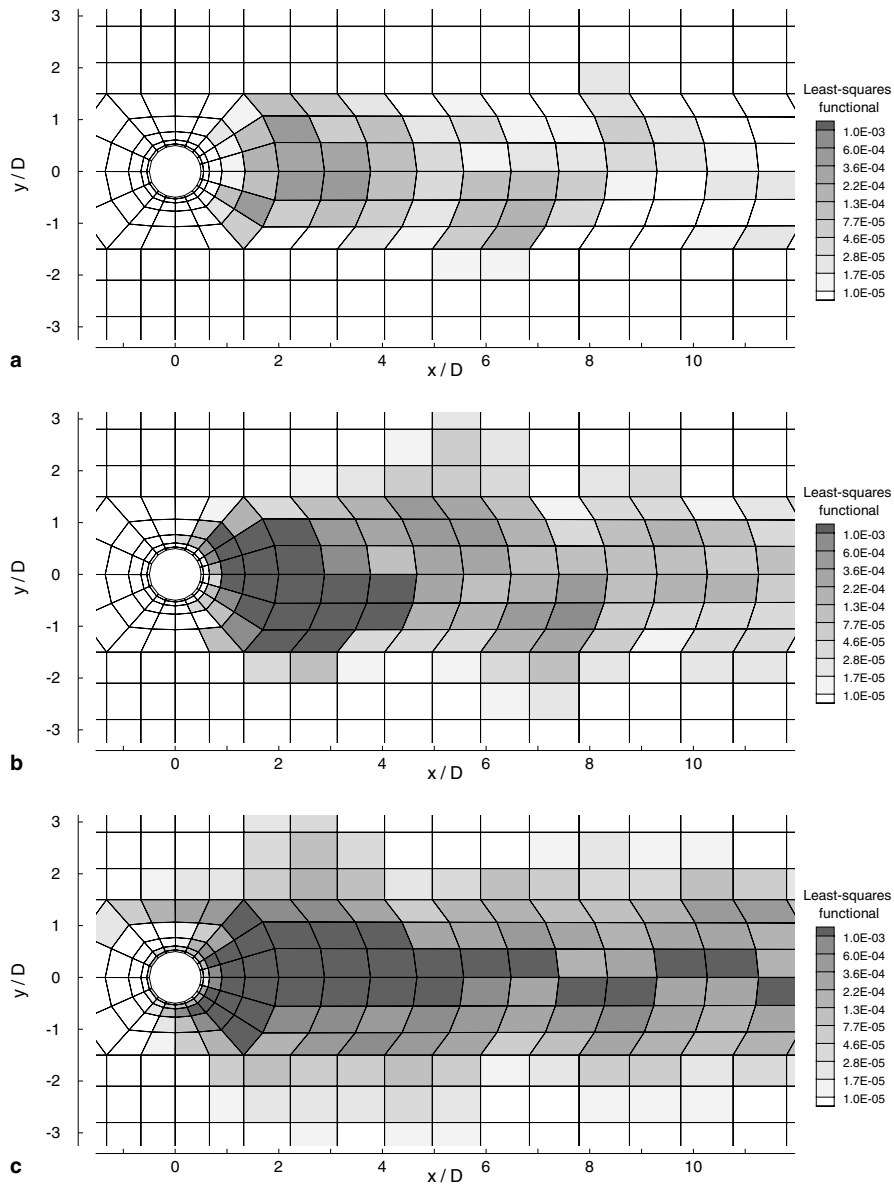 3
2
1
0
-1
-2
-3
y / D
0
2
4
6
8
10
x / D
a
Least-squares
functional
1.0E-03
6.0E-04
3.6E-04
2.2E-04
1.3E-04
7.7E-05
4.6E-05
2.8E-05
1.7E-05
1.0E-05
3
2
1
0
-1
-2
-3
y / D
0
2
4
6
8
10
x / D
b
Least-squares
functional
1.0E-03
6.0E-04
3.6E-04
2.2E-04
1.3E-04
7.7E-05
4.6E-05
2.8E-05
1.7E-05
1.0E-05
3
2
1
0
-1
-2
-3
y / D
0
2
4
6
8
10
x / D
c
Least-squares
functional
1.0E-03
6.0E-04
3.6E-04
2.2E-04
1.3E-04
7.7E-05
4.6E-05
2.8E-05
1.7E-05
1.0E-05